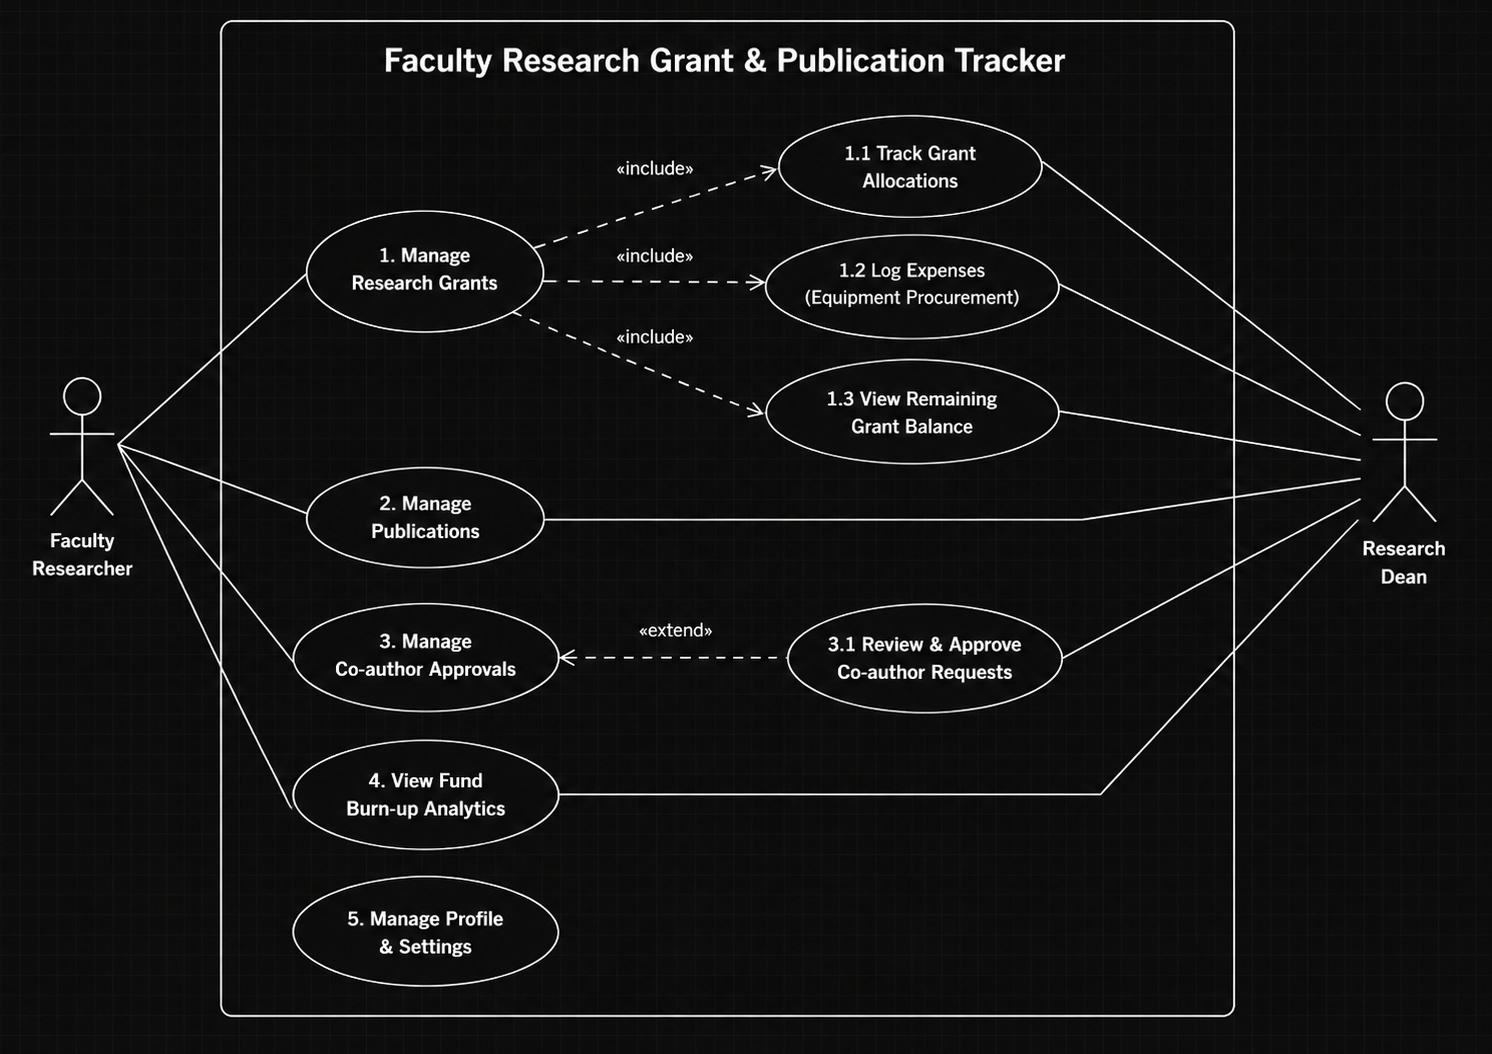 Faculty Research Grant & Publication Tracker
«include»
1.1 Track Grant
Allocations
1. Manage
Research Grants
«include»
1.2 Log Expenses
(Equipment Procurement)
«include»
1.3 View Remaining
Grant Balance
2. Manage
Publications
Faculty
Researcher
Research
Dean
3. Manage
Co-author Approvals
«extend»
3.1 Review & Approve
Co-author Requests
4. View Fund
Burn-up Analytics
5. Manage Profile
& Settings